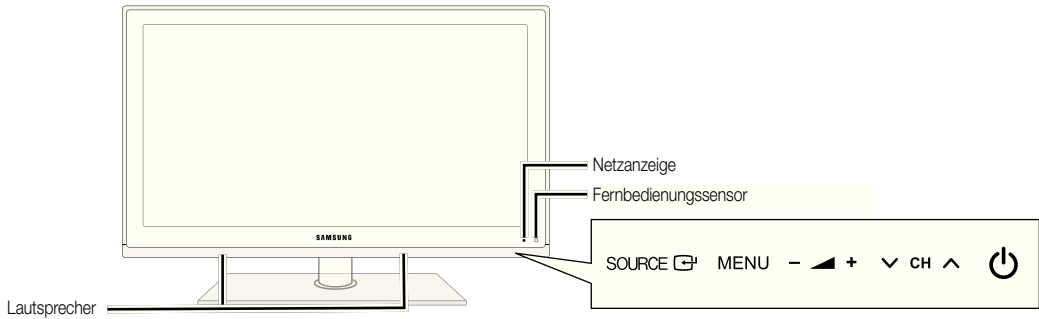 Netzanzeige
Fernbedienungssensor
SAMSUNG
SOURCE MENU - + CH
Lautsprecher